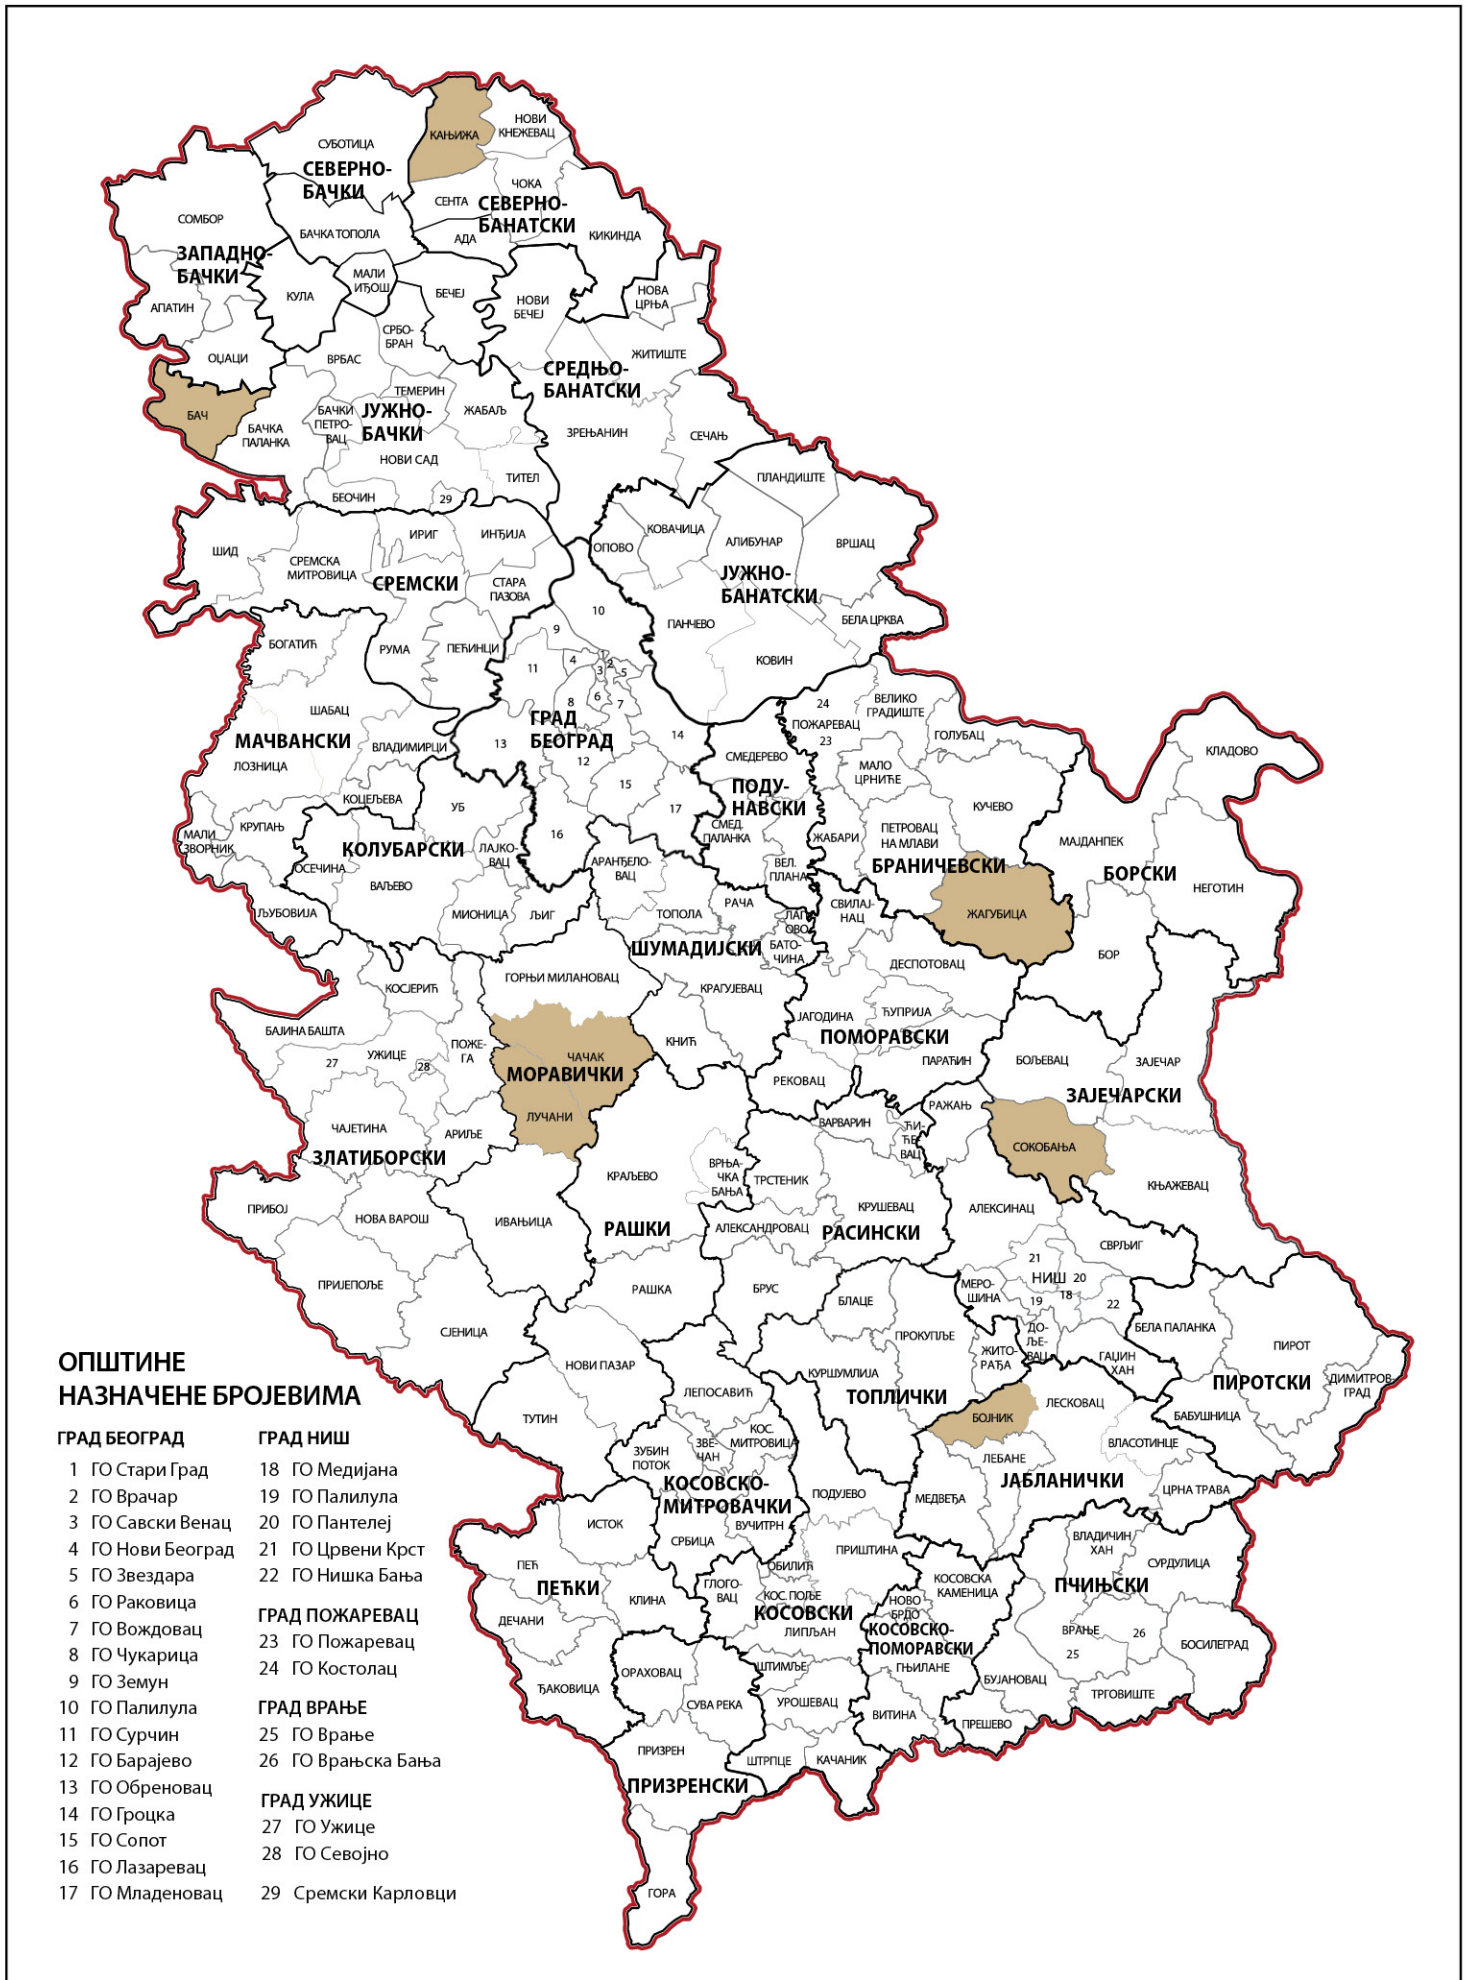 СУБОТИЦА
СЕВЕРНО-
БАЧКИ
КАЊИЖА
НОВИ
КНЕЖЕВАЦ
ЧОКА
СЕНТА
СЕВЕРНО-
БАНАТСКИ
АДА
КИКИНДА
СОМБОР
ЗАПАДНО-
БАЧКИ
БАЧКА ТОПОЛА
МАЛИ
ИЂОШ
КУЛА
АПАТИН
ОЏАЦИ
БЕЧЕЈ
НОВИ
БЕЧЕЈ
НОВА
ЦРЊА
СРБО-
БРАН
ВРБАС
ЖИТИШТЕ
СРЕДЊО-
БАНАТСКИ
БАЧ
БАЧКА
ПАЛАНКА
БАЧКИ
ПЕТРО-
ВАЦ
ТЕМЕРИН
ЈУЖНО-
БАЧКИ
ЖАБАЉ
ЗРЕЊАНИН
СЕЧАЊ
НОВИ САД
ТИТЕЛ
БЕОЧИН
29
ПЛАНДИШТЕ
ШИД
СРЕМСКА
МИТРОВИЦА
ИРИГ
ИНЂИЈА
СРЕМСКИ
СТАРА
ПАЗОВА
ОПОВО
КОВАЧИЦА
АЛИБУНАР
ВРШАЦ
ЈУЖНО-
БАНАТСКИ
БЕЛА ЦРКВА
ПАНЧЕВО
КОВИН
БОГАТИЋ
РУМА
ПЕЋИНЦИ
10
9
11
4
1
2
3
5
6
7
8
ГРАД
БЕОГРАД
13
12
14
15
17
16
ШАБАЦ
МАЧВАНСКИ
ЛОЗНИЦА
ВЛАДИМИРЦИ
КОЦЕЉЕВА
МАЛИ
ЗВОРНИК
КРУПАЊ
УБ
КОЛУБАРСКИ
ОСЕЧИНА
ВАЉЕВО
ЛАЈКО-
ВАЦ
МИОНИЦА
ЉИГ
ЉУБОВИЈА
СМЕДЕРЕВО
ПОДУ-
НАВСКИ
СМЕД.
ПАЛАНКА
ВЕЛ.
ПЛАНА
24
ПОЖАРЕВАЦ
23
ВЕЛИКО
ГРАДИШТЕ
ГОЛУБАЦ
МАЛО
ЦРНИЋЕ
КУЧЕВО
ЖАБАРИ
ПЕТРОВАЦ
НА МЛАВИ
БРАНИЧЕВСКИ
ЖАГУБИЦА
КЛАДОВО
МАЈДАНПЕК
БОРСКИ
НЕГОТИН
БОР
АРАНЂЕЛО-
ВАЦ
ТОПОЛА
РАЧА
ЛАП
ОВО
БАТО-
ЧИНА
ШУМАДИЈСКИ
КРАГУЈЕВАЦ
КНИЋ
СВИЛАЈ-
НАЦ
ДЕСПОТОВАЦ
ЋУПРИЈА
ЈАГОДИНА
ПОМОРАВСКИ
ПАРАЋИН
РЕКОВАЦ
ГОРЊИ МИЛАНОВАЦ
ЧАЧАК
МОРАВИЧКИ
ЛУЧАНИ
ИВАЊИЦА
КОСЈЕРИЋ
БАЈИНА БАШТА
27
УЖИЦЕ
28
ПОЖЕ-
ГА
ЧАЈЕТИНА
АРИЉЕ
ЗЛАТИБОРСКИ
ПРИБОЈ
НОВА ВАРОШ
ПРИЈЕПОЉЕ
СЈЕНИЦА
БОЉЕВАЦ
ЗАЈЕЧАР
ЗАЈЕЧАРСКИ
СОКОБАЊА
КЊАЖЕВАЦ
КРАЉЕВО
ВРЊА-
ЧКА
БАЊА
РАШКИ
РАШКА
НОВИ ПАЗАР
ТУТИН
ВАРВАРИН
ЋИ-
ЋЕ-
ВАЦ
ТРСТЕНИК
КРУШЕВАЦ
АЛЕКСАНДРОВАЦ
РАСИНСКИ
БРУС
РАЖАЊ
АЛЕКСИНАЦ
СВРЉИГ
21
НИШ
20
18
19
22
МЕРО-
ШИНА
ДО-
ЉЕ-
ВАЦ
ГАЏИН
ХАН
БЛАЦЕ
ПРОКУПЉЕ
ЖИТО-
РАЂА
КУРШУМЛИЈА
ТОПЛИЧКИ
БЕЛА ПАЛАНКА
ПИРОТ
ПИРОТСКИ
ДИМИТРОВ-
ГРАД
БАБУШНИЦА
БОЈНИК
ЛЕСКОВАЦ
ВЛАСОТИНЦЕ
ЛЕБАНЕ
ЈАБЛАНИЧКИ
МЕДВЕЂА
ЦРНА ТРАВА
ЛЕПОСАВИЋ
ЗУБИН
ПОТОК
ЗВЕ-
ЧАН
КОС.
МИТРОВИЦА
КОСОВСКО-
МИТРОВАЧКИ
СРБИЦА
ВУЧИТРН
ПОДУЈЕВО
ПРИШТИНА
ОБИЛИЋ
ГЛОГО-
ВАЦ
КОС. ПОЉЕ
КОСОВСКИ
ЛИПЉАН
ШТИМЉЕ
УРОШЕВАЦ
ШТРПЦЕ
КАЧАНИК
ИСТОК
ПЕЋ
ПЕЋКИ
КЛИНА
ДЕЧАНИ
ЂАКОВИЦА
ОРАХОВАЦ
СУВА РЕКА
ПРИЗРЕН
ПРИЗРЕНСКИ
ГОРА
КОСОВСКА
КАМЕНИЦА
НОВО
БРДО
КОСОВСКО-
ПОМОРАВСКИ
ГЊИЛАНЕ
ВИТИНА
ВЛАДИЧИН
ХАН
СУРДУЛИЦА
ПЧИЊСКИ
ВРАЊЕ
25
26
БОСИЛЕГРАД
БУЈАНОВАЦ
ТРГОВИШТЕ
ПРЕШЕВО
ОПШТИНЕ
НАЗНАЧЕНЕ БРОЈЕВИМА
ГРАД БЕОГРАД
1 ГО Стари Град
2 ГО Врачар
3 ГО Савски Венац
4 ГО Нови Београд
5 ГО Звездара
6 ГО Раковица
7 ГО Вождовац
8 ГО Чукарица
9 ГО Земун
10 ГО Палилула
11 ГО Сурчин
12 ГО Барајево
13 ГО Обреновац
14 ГО Гроцка
15 ГО Сопот
16 ГО Лазаревац
17 ГО Младеновац
ГРАД НИШ
18 ГО Медијана
19 ГО Палилула
20 ГО Пантелеј
21 ГО Црвени Крст
22 ГО Нишка Бања
ГРАД ПОЖАРЕВАЦ
23 ГО Пожаревац
24 ГО Костолац
ГРАД ВРАЊЕ
25 ГО Врање
26 ГО Врањска Бања
ГРАД УЖИЦЕ
27 ГО Ужице
28 ГО Севојно
29 Сремски Карловци